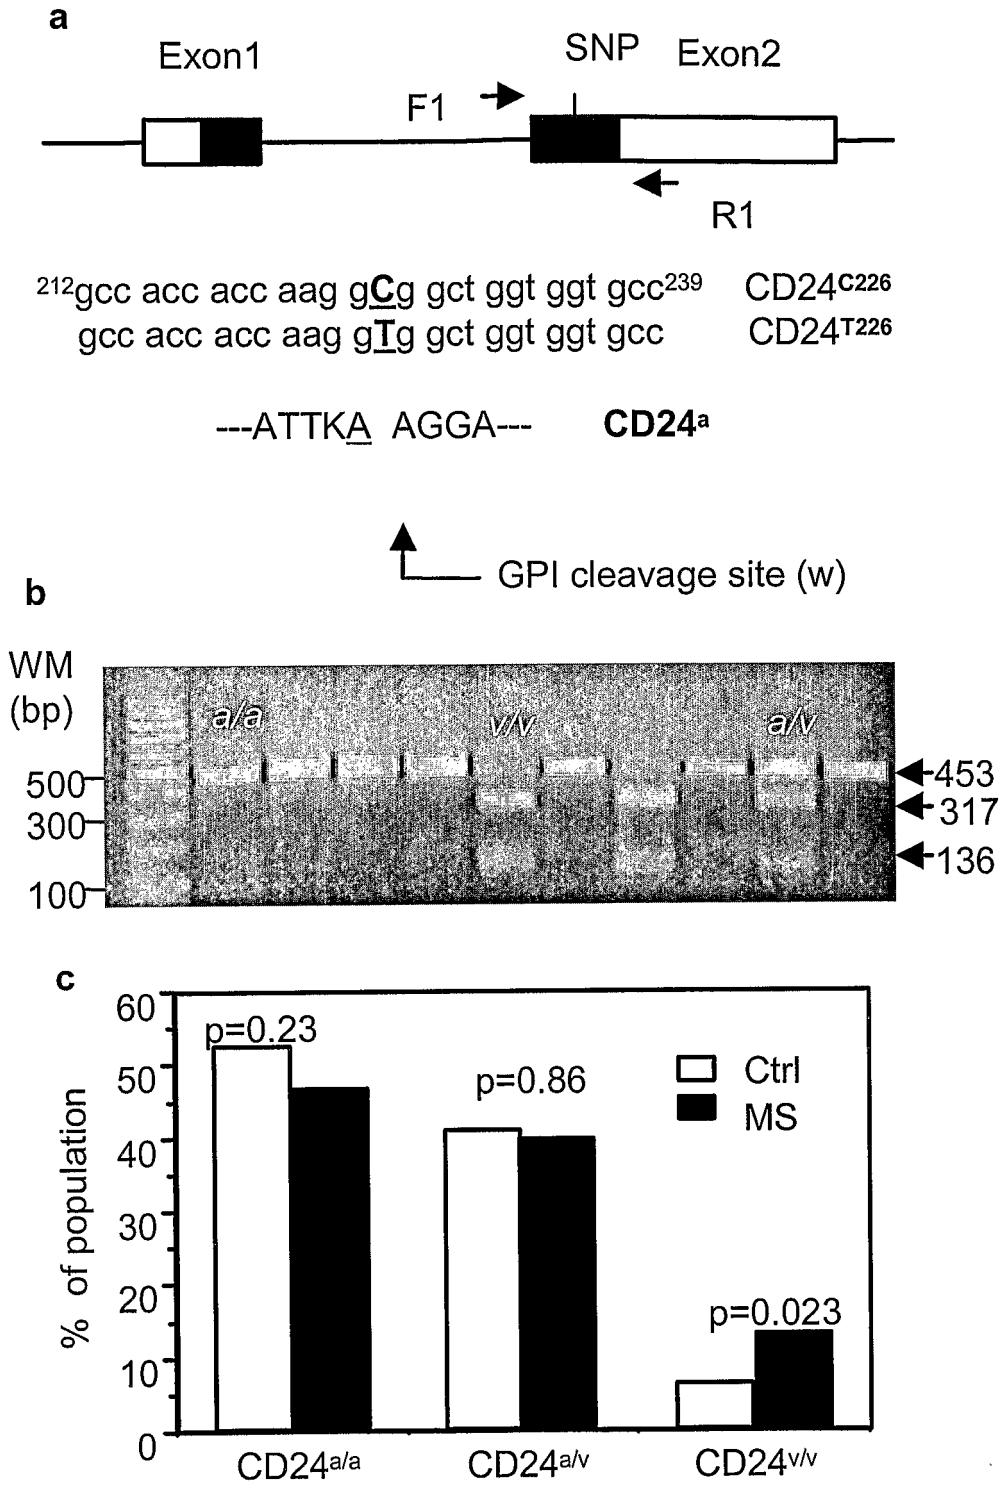 a
Exon1
SNP Exon2
F1
R1
²¹²gcc acc acc aag gCg gct ggt ggt gcc²³⁹ CD24C226
gcc acc acc aag gTg gct ggt ggt gcc CD24T226
---ATTKA AGGA--- CD24ᵃ
GPI cleavage site (w)
b
WM
(bp)
a/a v/v a/v
500
300
100
453
317
136
c
60
50
40
30
20
10
0
% of population
p=0.23
p=0.86
p=0.023
Ctrl
MS
CD24a/a CD24a/v CD24v/v